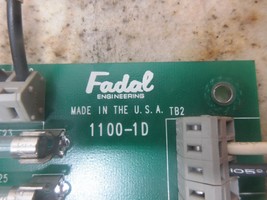 Fadal
ENGINEERING
MADE IN THE U.S.A.
TB2
1100-1D